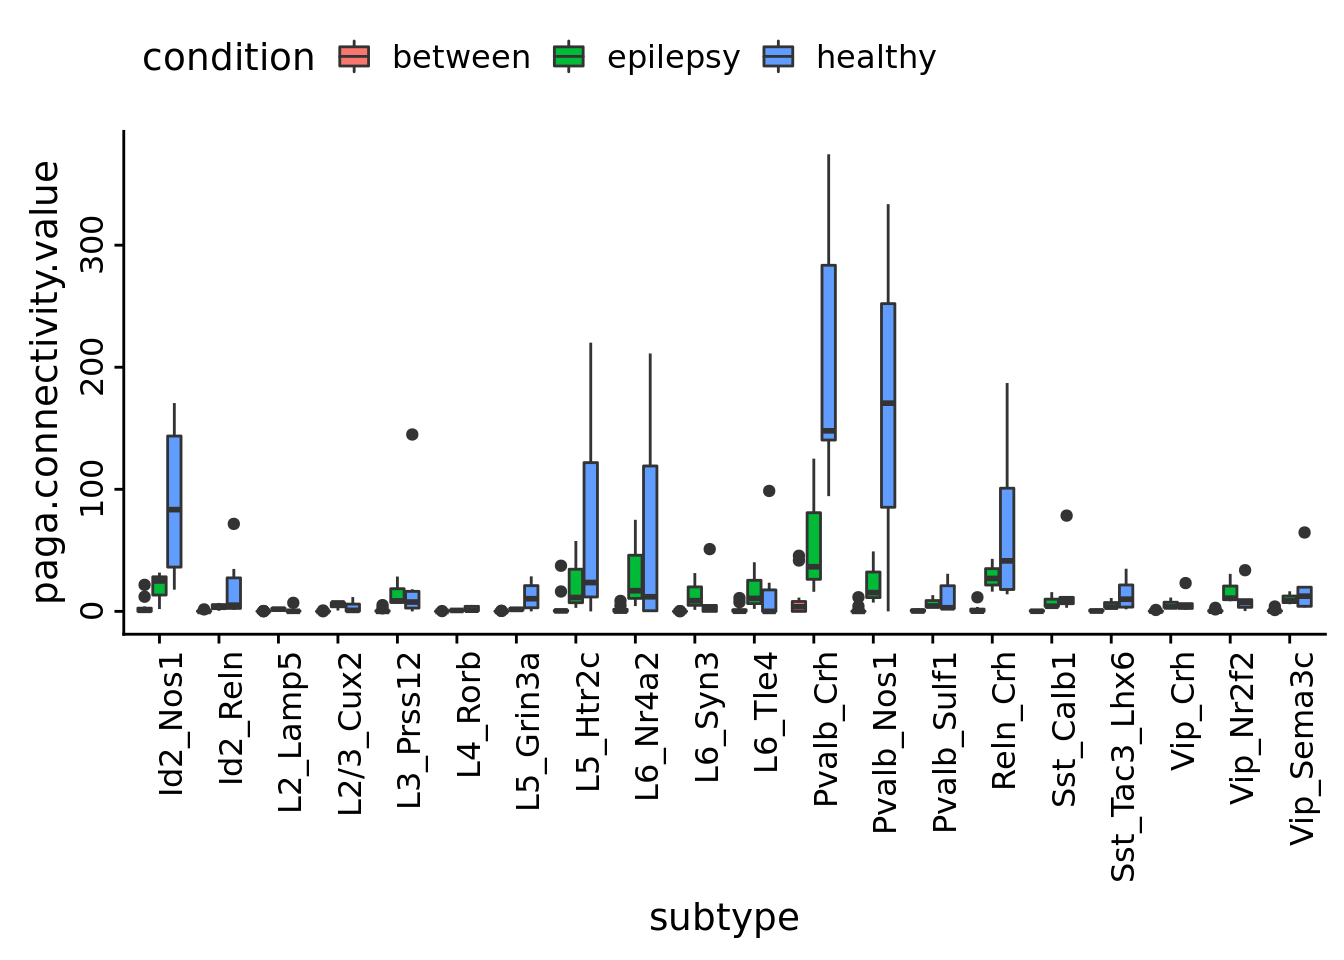 condition between epilepsy healthy
paga.connectivity.value
300
200
100
0
Id2_Nos1
Id2_Reln
L2_Lamp5
L2/3_Cux2
L3_Prss12
L4_Rorb
L5_Grin3a
L5_Htr2c
L6_Nr4a2
L6_Syn3
L6_Tle4
Pvalb_Crh
Pvalb_Nos1
Pvalb_Sulf1
Reln_Crh
Sst_Calb1
Sst_Tac3_Lhx6
Vip_Crh
Vip_Nr2f2
Vip_Sema3c
subtype